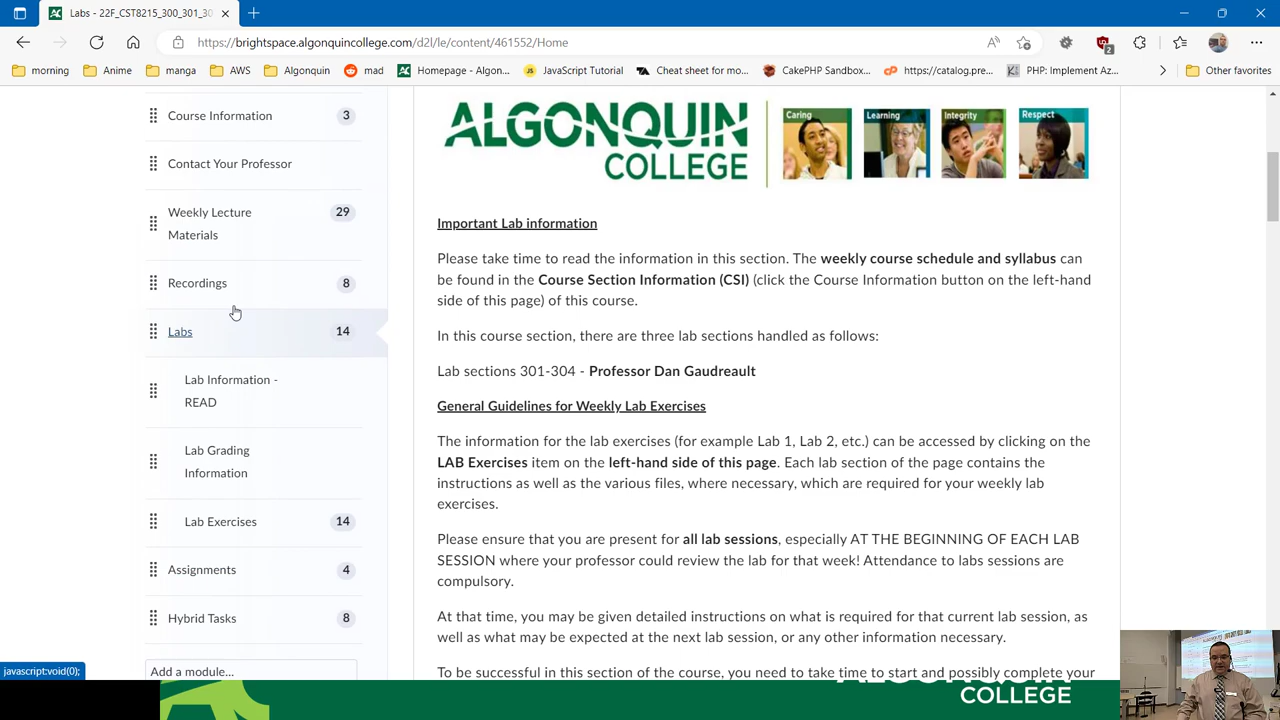 Labs - 22F_CST8215_300_301_30
https://brightspace.algonquincollege.com/d2l/le/content/461552/Home
2
morning
Anime
manga
AWS
Algonquin
mad
Homepage - Algon...
JavaScript Tutorial
Cheat sheet for mo...
CakePHP Sandbox...
https://catalog.pre...
PHP: Implement Az...
Other favorites
Course Information 3
Contact Your Professor
Weekly Lecture 29
Materials
Recordings 8
Labs 14
Lab Information -
READ
Lab Grading
Information
Lab Exercises 14
Assignments 4
Hybrid Tasks 8
Add a module...
javascript:void(0);
ALGONQUIN
COLLEGE
Caring
Learning
Integrity
Respect
Important Lab information
Please take time to read the information in this section. The weekly course schedule and syllabus can
be found in the Course Section Information (CSI) (click the Course Information button on the left-hand
side of this page) of this course.
In this course section, there are three lab sections handled as follows:
Lab sections 301-304 - Professor Dan Gaudreault
General Guidelines for Weekly Lab Exercises
The information for the lab exercises (for example Lab 1, Lab 2, etc.) can be accessed by clicking on the
LAB Exercises item on the left-hand side of this page. Each lab section of the page contains the
instructions as well as the various files, where necessary, which are required for your weekly lab
exercises.
Please ensure that you are present for all lab sessions, especially AT THE BEGINNING OF EACH LAB
SESSION where your professor could review the lab for that week! Attendance to labs sessions are
compulsory.
At that time, you may be given detailed instructions on what is required for that current lab session, as
well as what may be expected at the next lab session, or any other information necessary.
To be successful in this section of the course, you need to take time to start and possibly complete your
ALGONQUIN
COLLEGE